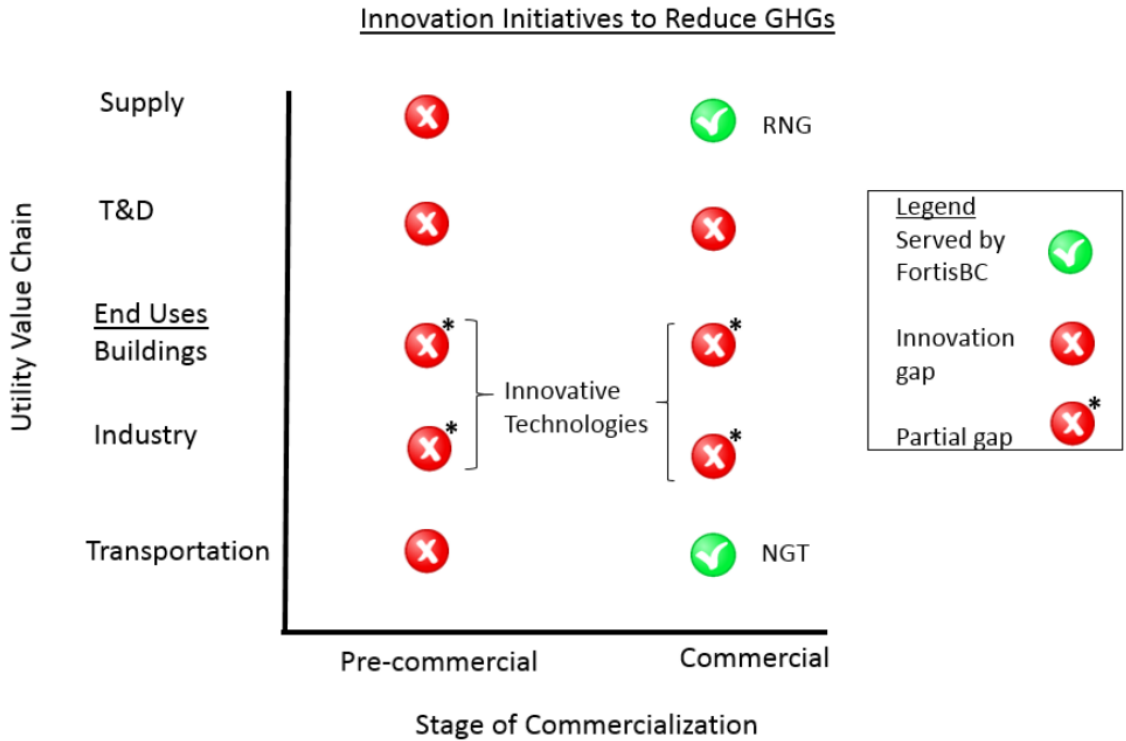 Innovation Initiatives to Reduce GHGs
Utility Value Chain
Supply
RNG
T&D
End Uses
Buildings
*
*
Industry
*
*
Innovative
Technologies
Transportation
NGT
Pre-commercial
Commercial
Stage of Commercialization
Legend
Served by
FortisBC
Innovation
gap
Partial gap
*